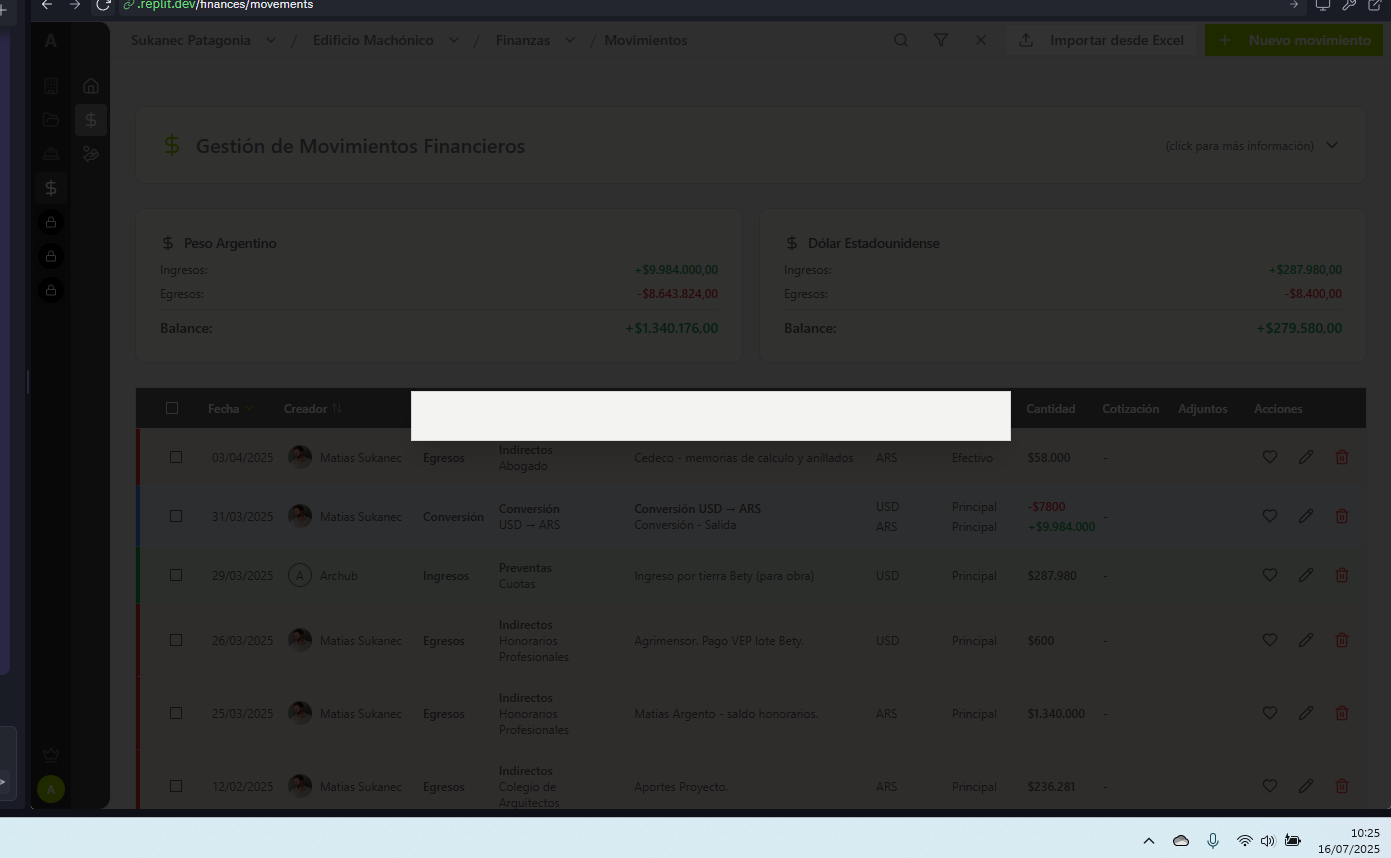 .replit.dev/finances/movements
A
Sukanec Patagonia / Edificio Machónico / Finanzas / Movimientos
Importar desde Excel
+ Nuevo movimiento
$ Gestión de Movimientos Financieros
(click para más información)
$ Peso Argentino
Ingresos: +$9.984.000,00
Egresos: -$8.643.824,00
Balance: +$1.340.176,00
$ Dólar Estadounidense
Ingresos: +$287.980,00
Egresos: -$8.400,00
Balance: +$279.580,00
Fecha Creador Cantidad Cotización Adjuntos Acciones
03/04/2025 Matias Sukanec Egresos Indirectos Cedeco - memorias de calculo y anillados ARS Efectivo $58.000 -
Abogado
31/03/2025 Matias Sukanec Conversión Conversión Conversión USD → ARS USD Principal -$7800 -
USD → ARS Conversión - Salida ARS Principal +$9.984.000
29/03/2025 A Archub Ingresos Preventas Ingreso por tierra Bety (para obra) USD Principal $287.980 -
Cuotas
26/03/2025 Matias Sukanec Egresos Indirectos Agrimensor. Pago VEP lote Bety. USD Principal $600 -
Honorarios
Profesionales
25/03/2025 Matias Sukanec Egresos Indirectos Matias Argento - saldo honorarios. ARS Principal $1.340.000 -
Honorarios
Profesionales
12/02/2025 Matias Sukanec Egresos Indirectos Aportes Proyecto. ARS Principal $236.281 -
Colegio de
Arquitectos
A
10:25
16/07/2025